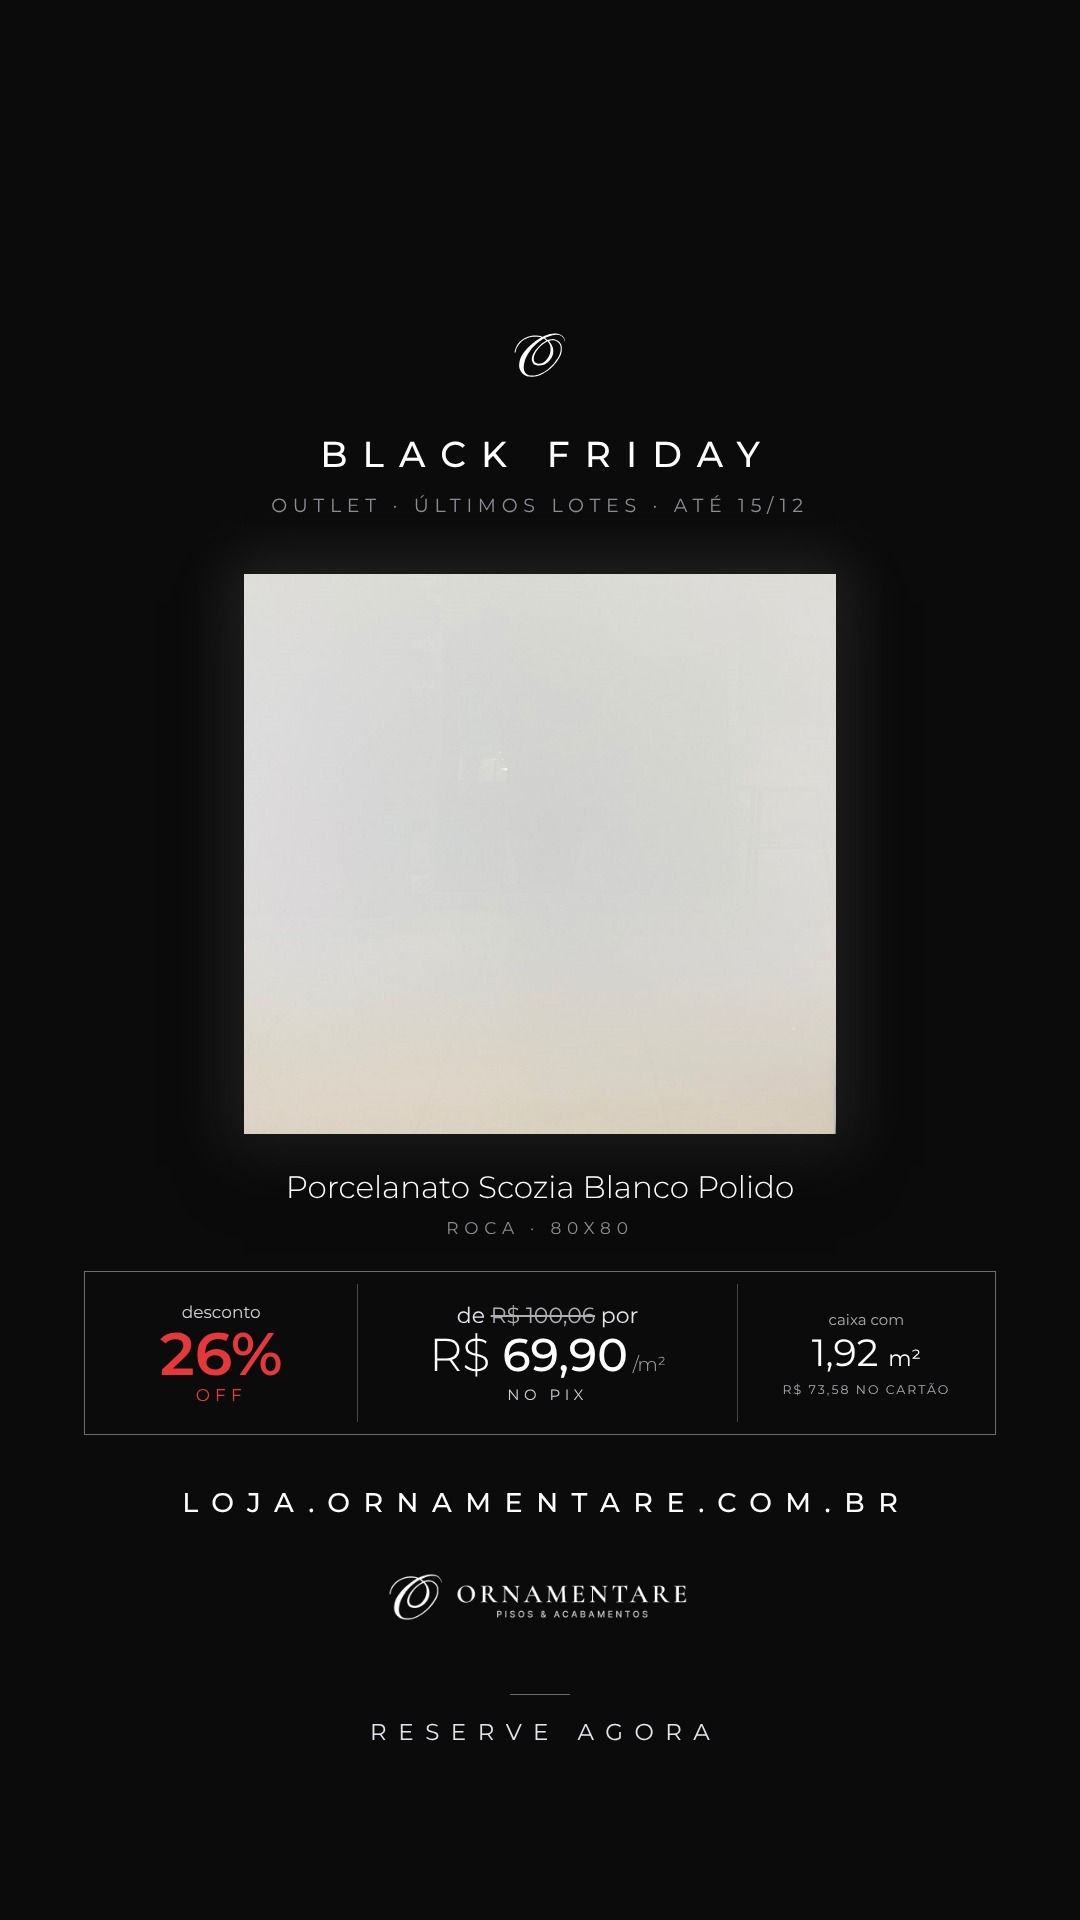 O
BLACK FRIDAY
OUTLET · ÚLTIMOS LOTES · ATÉ 15/12
Porcelanato Scozia Blanco Polido
ROCA · 80X80
desconto
26%
OFF
de R$ 100,06 por
R$ 69,90 /m²
NO PIX
caixa com
1,92 m²
R$ 73,58 NO CARTÃO
LOJA.ORNAMENTARE.COM.BR
O ORNAMENTARE
PISOS & ACABAMENTOS
RESERVE AGORA